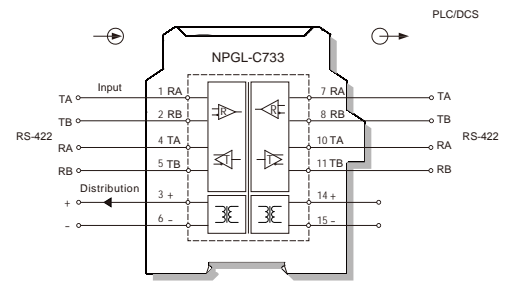 PLC/DCS
NPGL-C733
Input
TA 1 RA 7 RA TA
R R
TB 2 RB 8 RB TB
RS-422 RS-422
RA 4 TA 10 TA RA
T T
RB 5 TB 11 TB RB
Distribution
+ 3 + 14 +
- 6 - 15 -